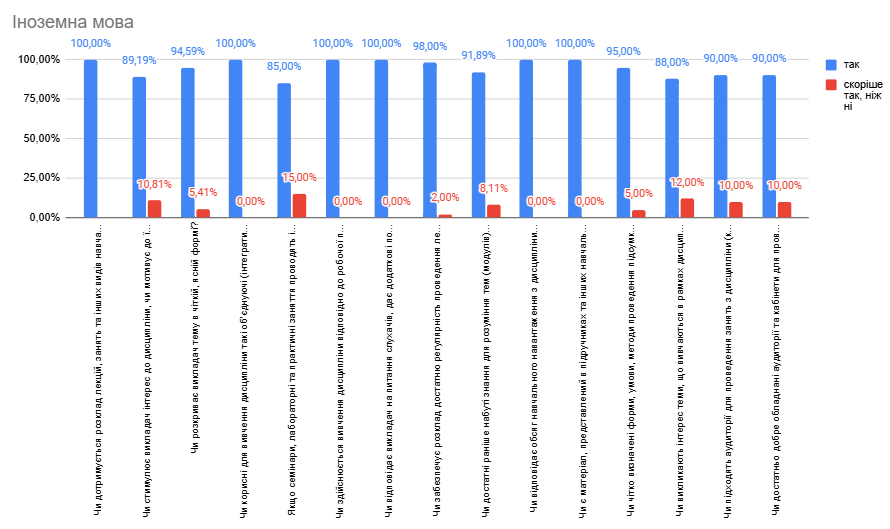 Іноземна мова
100,00%
89,19%
94,59%
100,00%
85,00%
100,00%
100,00%
98,00%
91,89%
100,00%
100,00%
95,00%
88,00%
90,00%
90,00%
10,81%
5,41%
0,00%
15,00%
0,00%
0,00%
2,00%
8,11%
0,00%
0,00%
5,00%
12,00%
10,00%
10,00%
100,00%
75,00%
50,00%
25,00%
0,00%
так
скоріше
так, ніж
ні
Чи дотримується розклад лекцій, занять та інших видів навча...
Чи стимулює викладач інтерес до дисципліни, чи мотивує до ї...
Чи розкриває викладач тему в чіткій, ясній формі?
Чи корисні для вивчення дисципліни такі об'єднуючі (інтеграти...
Якщо семінари, лабораторні та практичні заняття проводять і...
Чи здійснюється вивчення дисципліни відповідно до робочої п...
Чи відповідає викладач на питання слухачів, дає додаткові по...
Чи забезпечує розклад достатню регулярність проведення ле...
Чи достатні раніше набуті знання для розуміння тем (модулів)...
Чи відповідає обсяг навчального навантаження з дисципліни...
Чи є матеріал, представлений в підручниках та інших навчаль...
Чи чітко визначені форми, умови, методи проведення підсумк...
Чи викликають інтерес теми, що вивчаються в рамках дисцип...
Чи підходять аудиторії для проведення занять з дисципліни (к...
Чи достатньо добре обладнані аудиторії та кабінети для пров...